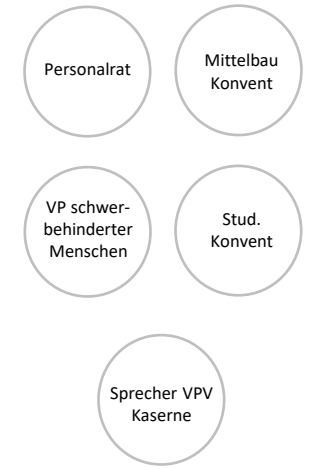 Personalrat
Mittelbau
Konvent
VP schwer-
behinderter
Menschen
Stud.
Konvent
Sprecher VPV
Kaserne